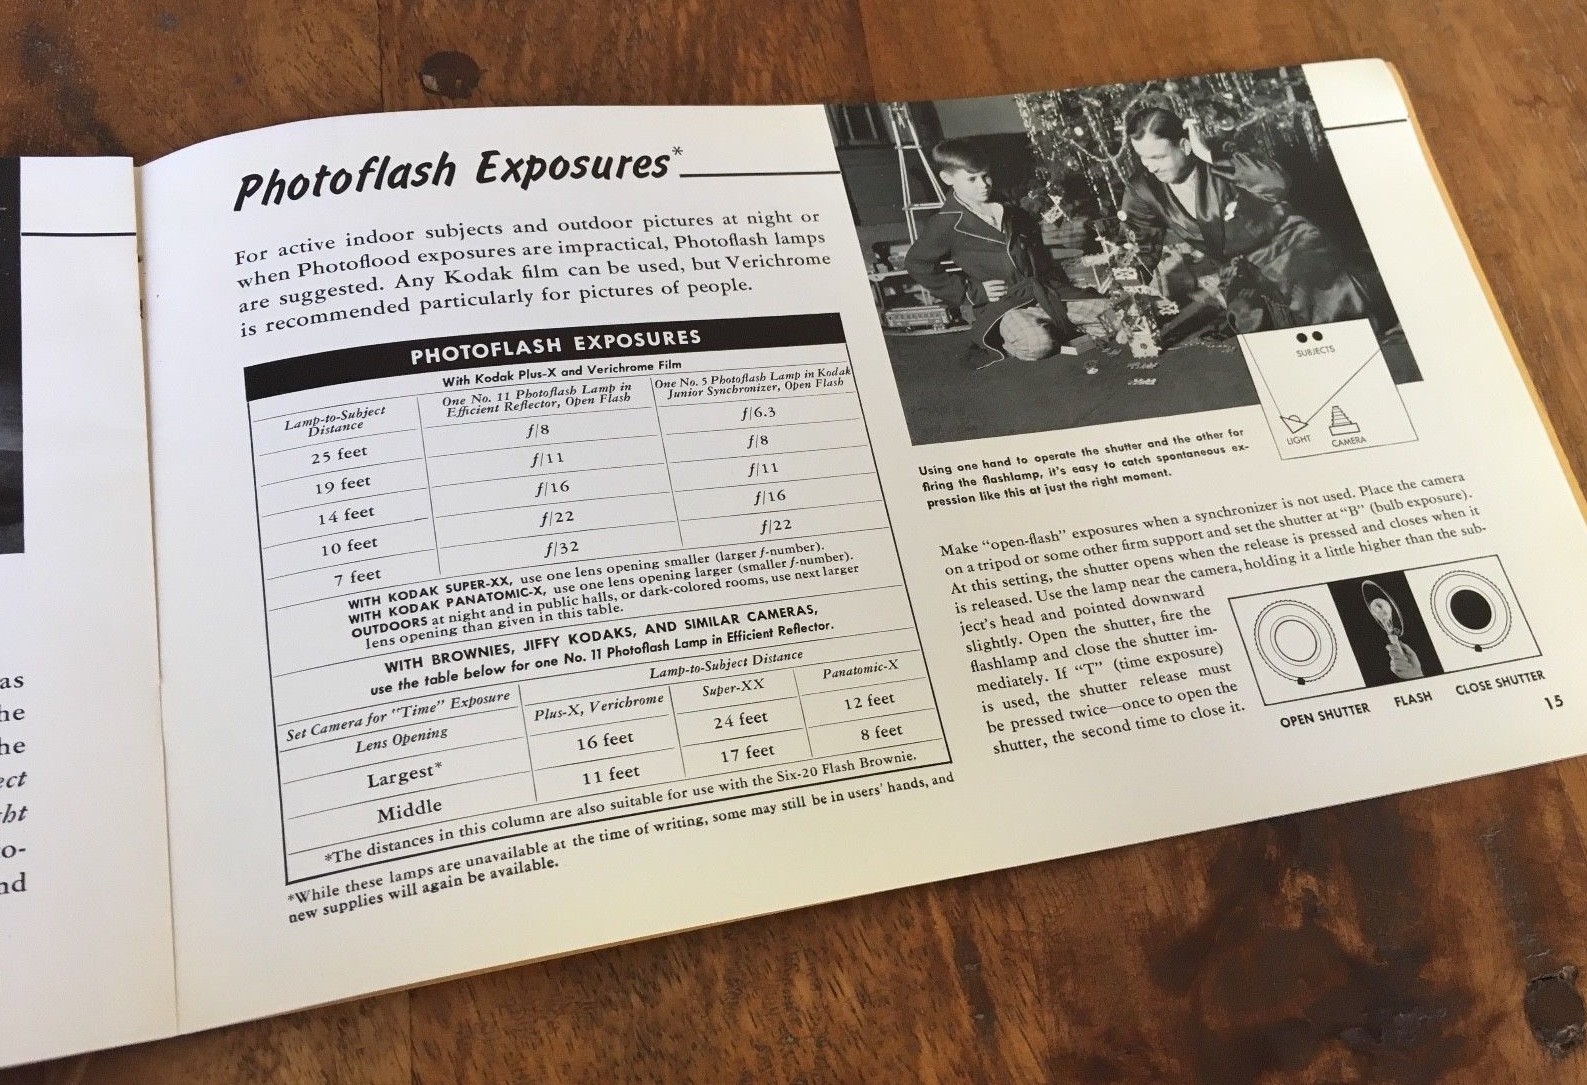 as
he
he
ect
ht
o-
nd
Photoflash Exposures*
For active indoor subjects and outdoor pictures at night or
when Photoflood exposures are impractical, Photoflash lamps
are suggested. Any Kodak film can be used, but Verichrome
is recommended particularly for pictures of people.
PHOTOFLASH EXPOSURES
With Kodak Plus-X and Verichrome Film
Lamp-to-Subject
Distance
One No. 11 Photoflash Lamp in
Efficient Reflector, Open Flash
One No. 5 Photoflash Lamp in Kodak
Junior Synchronizer, Open Flash
25 feet f/8 f/6.3
19 feet f/11 f/8
14 feet f/16 f/11
10 feet f/22 f/16
7 feet f/32 f/22
WITH KODAK SUPER-XX, use one lens opening smaller (larger f-number).
WITH KODAK PANATOMIC-X, use one lens opening larger (smaller f-number).
OUTDOORS at night and in public halls, or dark-colored rooms, use next larger
lens opening than given in this table.
WITH BROWNIES, JIFFY KODAKS, AND SIMILAR CAMERAS,
use the table below for one No. 11 Photoflash Lamp in Efficient Reflector.
Set Camera for "Time" Exposure Lamp-to-Subject Distance
Lens Opening Plus-X, Verichrome Super-XX Panatomic-X
Largest* 16 feet 24 feet 12 feet
Middle 11 feet 17 feet 8 feet
*The distances in this column are also suitable for use with the Six-20 Flash Brownie.
*While these lamps are unavailable at the time of writing, some may still be in users' hands, and
new supplies will again be available.
SUBJECTS
LIGHT CAMERA
Using one hand to operate the shutter and the other for
firing the flashlamp, it's easy to catch spontaneous ex-
pression like this at just the right moment.
Make "open-flash" exposures when a synchronizer is not used. Place the camera
on a tripod or some other firm support and set the shutter at "B" (bulb exposure).
At this setting, the shutter opens when the release is pressed and closes when it
is released. Use the lamp near the camera, holding it a little higher than the sub-
ject's head and pointed downward
slightly. Open the shutter, fire the
flashlamp and close the shutter im-
mediately. If "T" (time exposure)
is used, the shutter release must
be pressed twice—once to open the
shutter, the second time to close it.
OPEN SHUTTER FLASH CLOSE SHUTTER
15